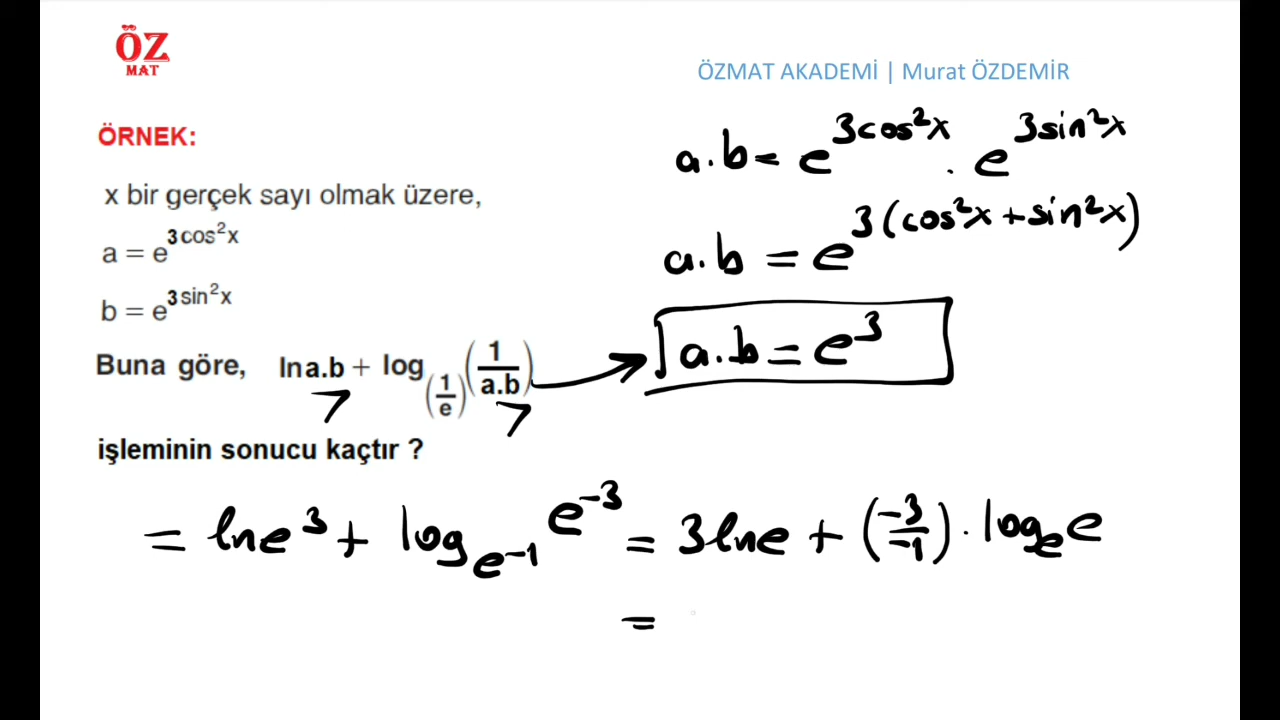 ÖZ
MAT
ÖZMAT AKADEMİ | Murat ÖZDEMİR
ÖRNEK:
x bir gerçek sayı olmak üzere,
a = e^{3cos²x}
b = e^{3sin²x}
Buna göre, lna.b + log_{(1/e)}(1/a.b)
işleminin sonucu kaçtır ?
a.b = e^{3cos²x} . e^{3sin²x}
a.b = e^{3(cos²x + sin²x)}
a.b = e³
= lne³ + log_{e⁻¹} e⁻³ = 3lne + (-3/-1) . log_e e
=